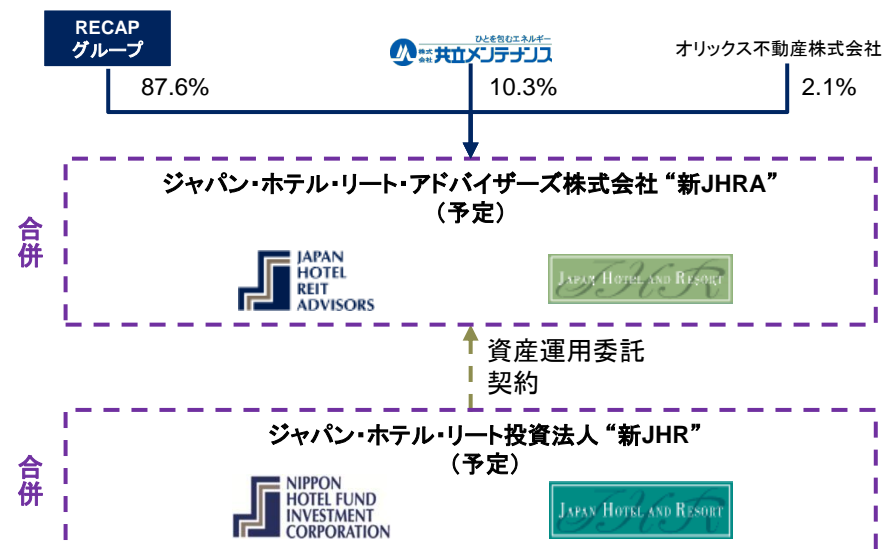 RECAP
グループ
ひとを包むエネルギー
株式会社 共立メンテナンス
オリックス不動産株式会社
87.6%
10.3%
2.1%
合併
ジャパン・ホテル・リート・アドバイザーズ株式会社 “新JHRA”
（予定）
JAPAN
HOTEL
REIT
ADVISORS
JHR
JAPAN HOTEL AND RESORT
資産運用委託
契約
合併
ジャパン・ホテル・リート投資法人 “新JHR”
（予定）
NIPPON
HOTEL FUND
INVESTMENT
CORPORATION
JHR
JAPAN HOTEL AND RESORT